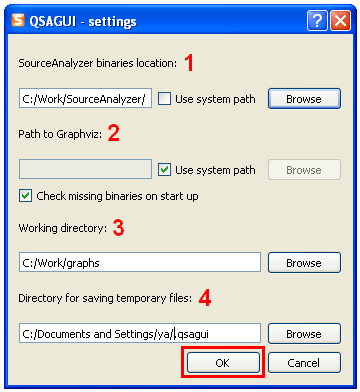 S QSAGUI - settings ?
SourceAnalyzer binaries location: 1
C:/Work/SourceAnalyzer/ Use system path Browse
Path to Graphviz: 2
Use system path Browse
Check missing binaries on start up
Working directory: 3
C:/Work/graphs Browse
Directory for saving temporary files: 4
C:/Documents and Settings/ya/.qsagui Browse
OK Cancel